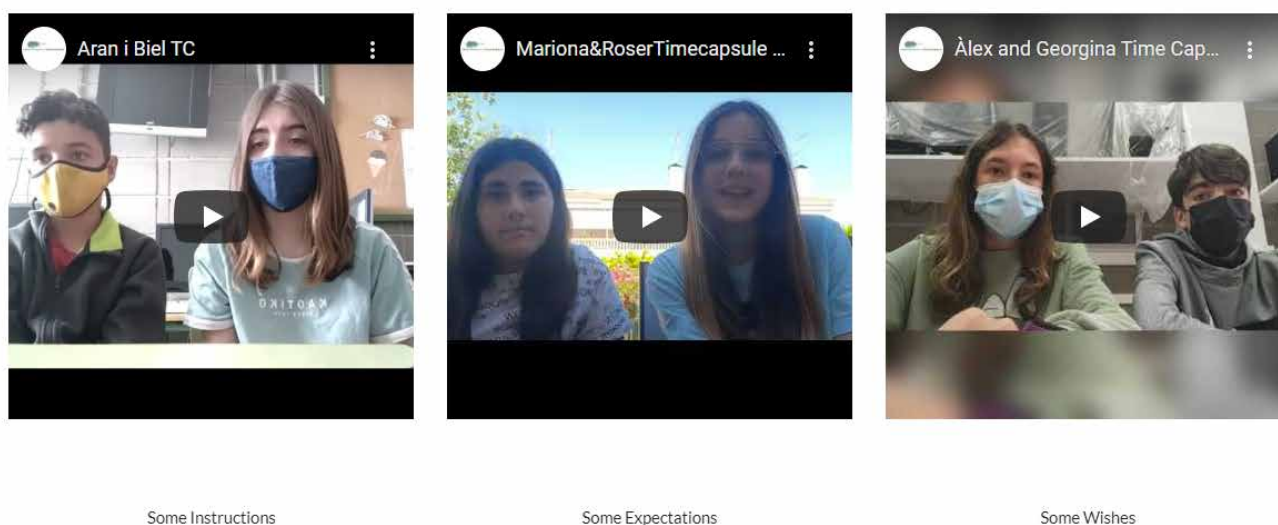 Aran i Biel TC
Mariona&RoserTimecapsule ...
Àlex and Georgina Time Cap...
KAOTIKO
Some Instructions
Some Expectations
Some Wishes